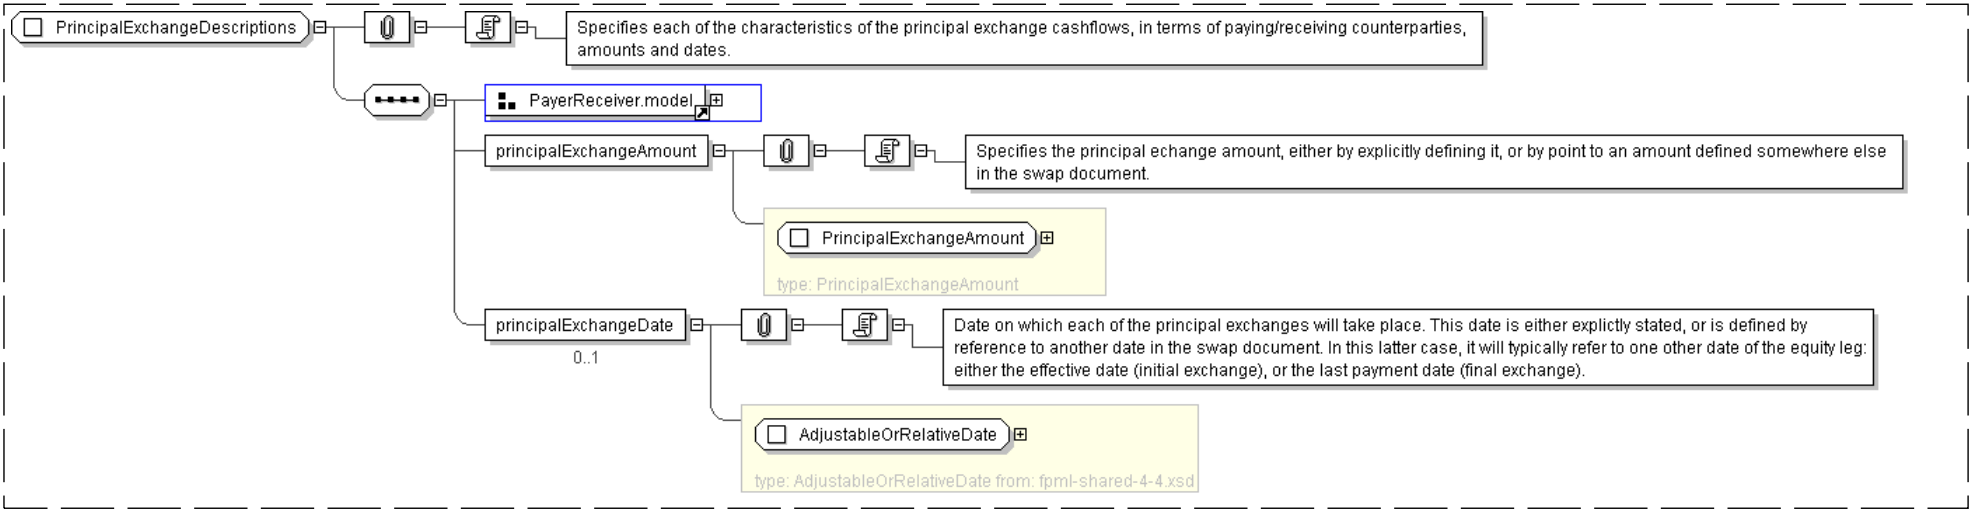 PrincipalExchangeDescriptions
Specifies each of the characteristics of the principal exchange cashflows, in terms of paying/receiving counterparties,
amounts and dates.
PayerReceiver.model
principalExchangeAmount
Specifies the principal echange amount, either by explicitly defining it, or by point to an amount defined somewhere else
in the swap document.
PrincipalExchangeAmount
type: PrincipalExchangeAmount
principalExchangeDate
0..1
Date on which each of the principal exchanges will take place. This date is either explictly stated, or is defined by
reference to another date in the swap document. In this latter case, it will typically refer to one other date of the equity leg:
either the effective date (initial exchange), or the last payment date (final exchange).
AdjustableOrRelativeDate
type: AdjustableOrRelativeDate from: fpml-shared-4-4.xsd